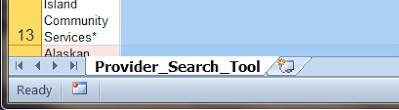 Island
Community
13 Services*
Alaskan
Provider_Search_Tool
Ready